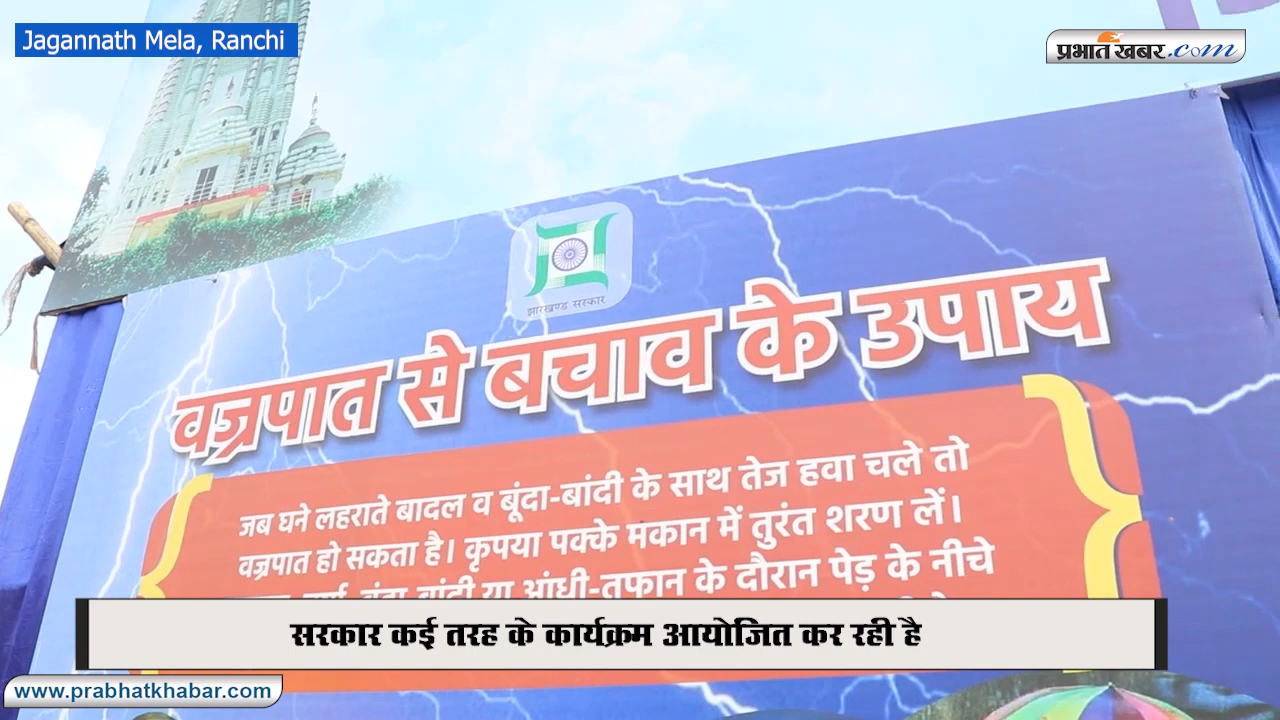 Jagannath Mela, Ranchi
प्रभात खबर.com
झारखण्ड सरकार
वज्रपात से बचाव के उपाय
जब घने लहराते बादल व बूंदा-बांदी के साथ तेज हवा चले तो
वज्रपात हो सकता है। कृपया पक्के मकान में तुरंत शरण लें।
या आंधी-तूफान के दौरान पेड़ के नीचे
सरकार कई तरह के कार्यक्रम आयोजित कर रही है
www.prabhatkhabar.com